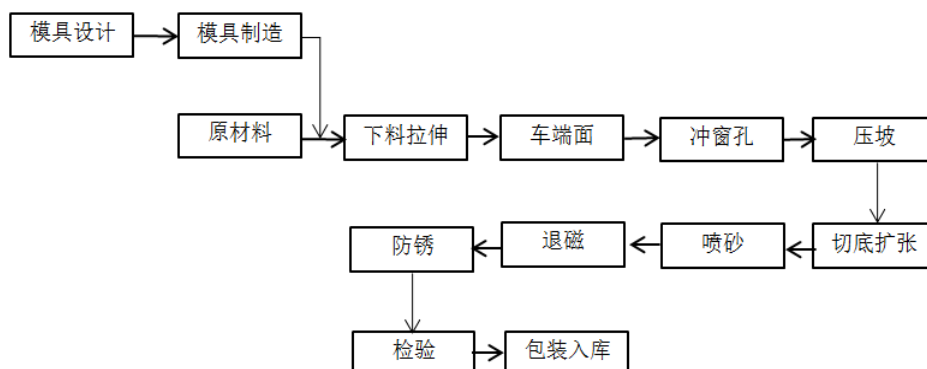 模具设计
模具制造
原材料
下料拉伸
车端面
冲窗孔
压坡
切底扩张
喷砂
退磁
防锈
检验
包装入库